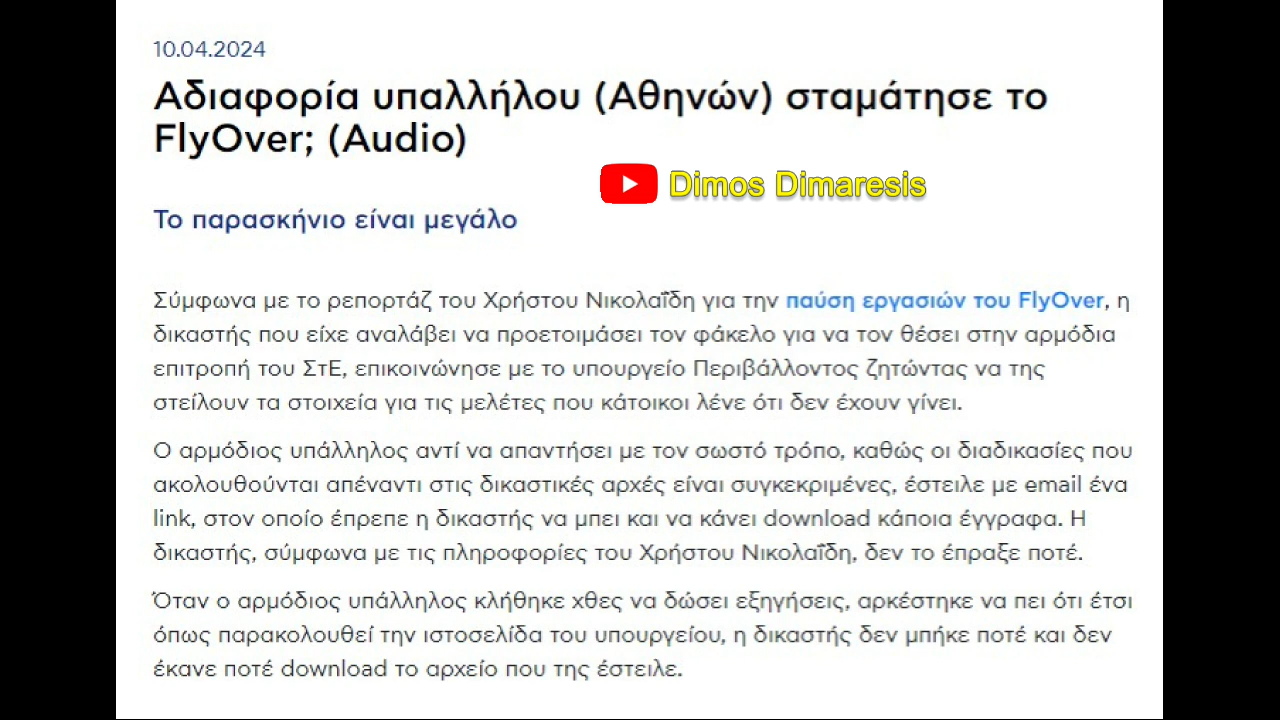 10.04.2024
Αδιαφορία υπαλλήλου (Αθηνών) σταμάτησε το
FlyOver; (Audio)
Dimos Dimaresis
Το παρασκήνιο είναι μεγάλο
Σύμφωνα με το ρεπορτάζ του Χρήστου Νικολαΐδη για την παύση εργασιών του FlyOver, η
δικαστής που είχε αναλάβει να προετοιμάσει τον φάκελο για να τον θέσει στην αρμόδια
επιτροπή του ΣτΕ, επικοινώνησε με το υπουργείο Περιβάλλοντος ζητώντας να της
στείλουν τα στοιχεία για τις μελέτες που κάτοικοι λένε ότι δεν έχουν γίνει.
Ο αρμόδιος υπάλληλος αντί να απαντήσει με τον σωστό τρόπο, καθώς οι διαδικασίες που
ακολουθούνται απέναντι στις δικαστικές αρχές είναι συγκεκριμένες, έστειλε με email ένα
link, στον οποίο έπρεπε η δικαστής να μπει και να κάνει download κάποια έγγραφα. Η
δικαστής, σύμφωνα με τις πληροφορίες του Χρήστου Νικολαΐδη, δεν το έπραξε ποτέ.
Όταν ο αρμόδιος υπάλληλος κλήθηκε χθες να δώσει εξηγήσεις, αρκέστηκε να πει ότι έτσι
όπως παρακολουθεί την ιστοσελίδα του υπουργείου, η δικαστής δεν μπήκε ποτέ και δεν
έκανε ποτέ download το αρχείο που της έστειλε.